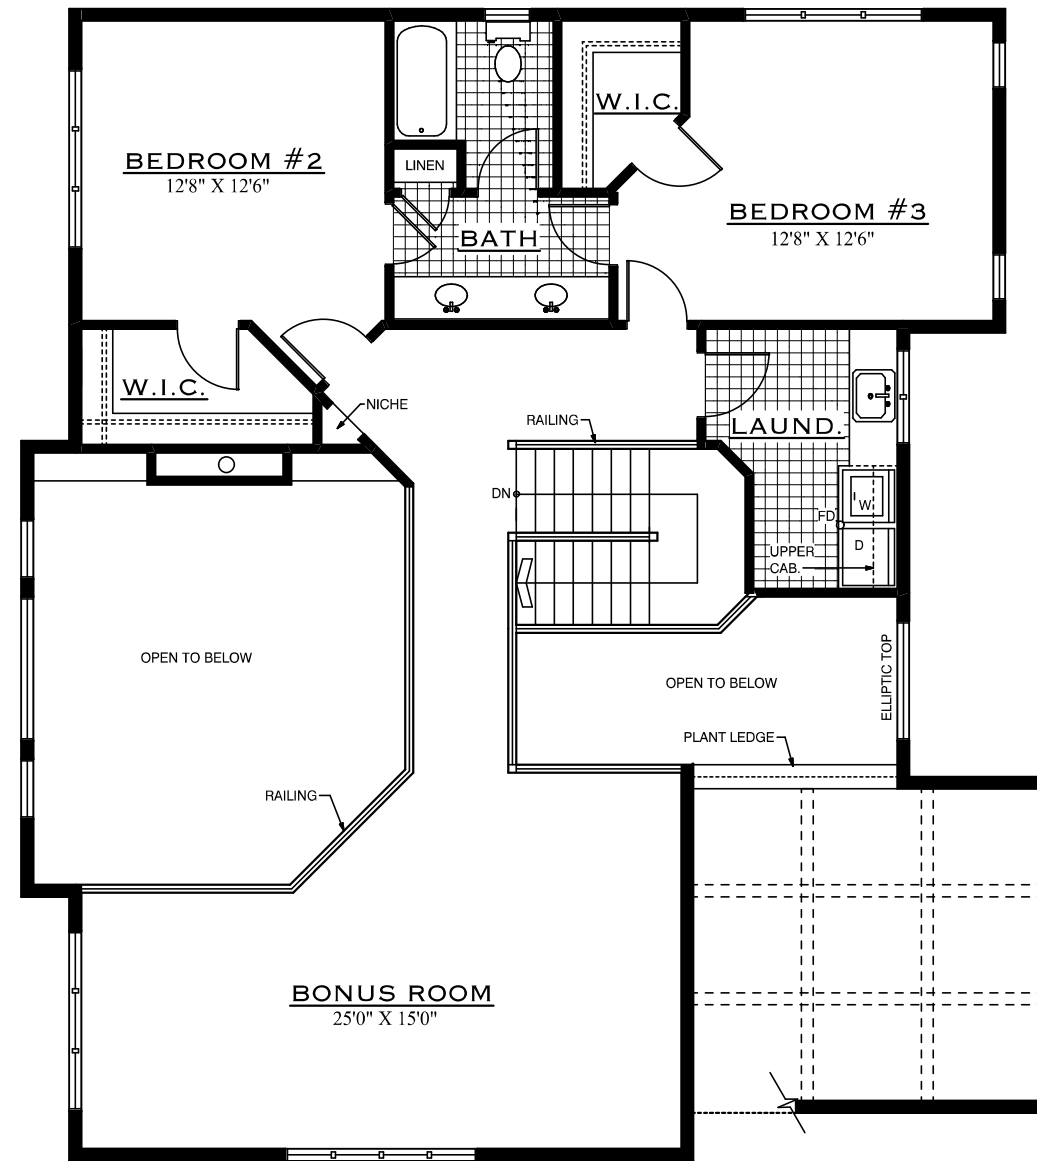 W.I.C.
BEDROOM #2
12'8" X 12'6"
LINEN
BEDROOM #3
12'8" X 12'6"
BATH
W.I.C.
NICHE
RAILING
LAUND.
DN
W
FD
D
UPPER
CAB.
OPEN TO BELOW
ELLIPTIC TOP
OPEN TO BELOW
PLANT LEDGE
RAILING
BONUS ROOM
25'0" X 15'0"